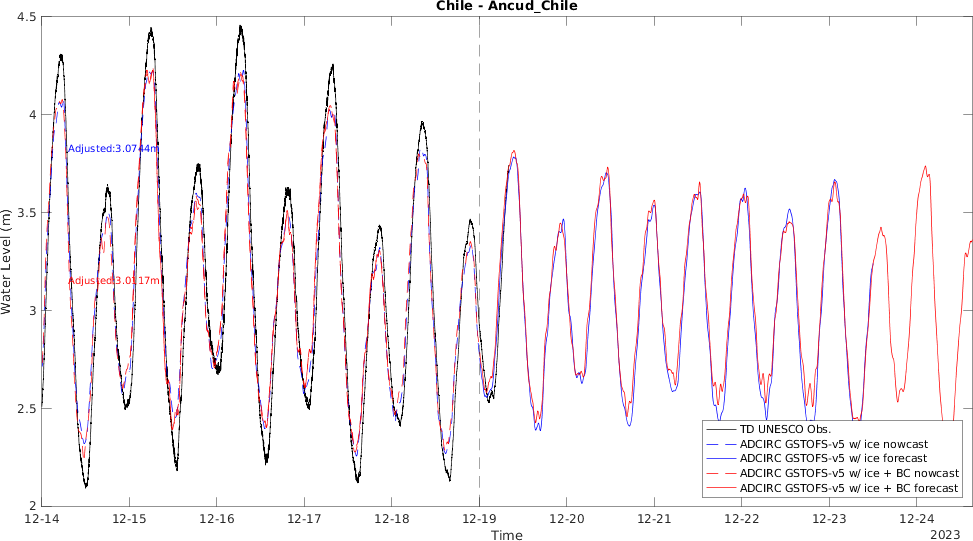 Chile - Ancud_Chile
4.5
4
3.5
3
2.5
2
Water Level (m)
Adjusted:3.0744m
Adjusted:3.0117m
TD UNESCO Obs.
ADCIRC GSTOFS-v5 w/ ice nowcast
ADCIRC GSTOFS-v5 w/ ice forecast
ADCIRC GSTOFS-v5 w/ ice + BC nowcast
ADCIRC GSTOFS-v5 w/ ice + BC forecast
12-14 12-15 12-16 12-17 12-18 12-19 12-20 12-21 12-22 12-23 12-24
Time
2023